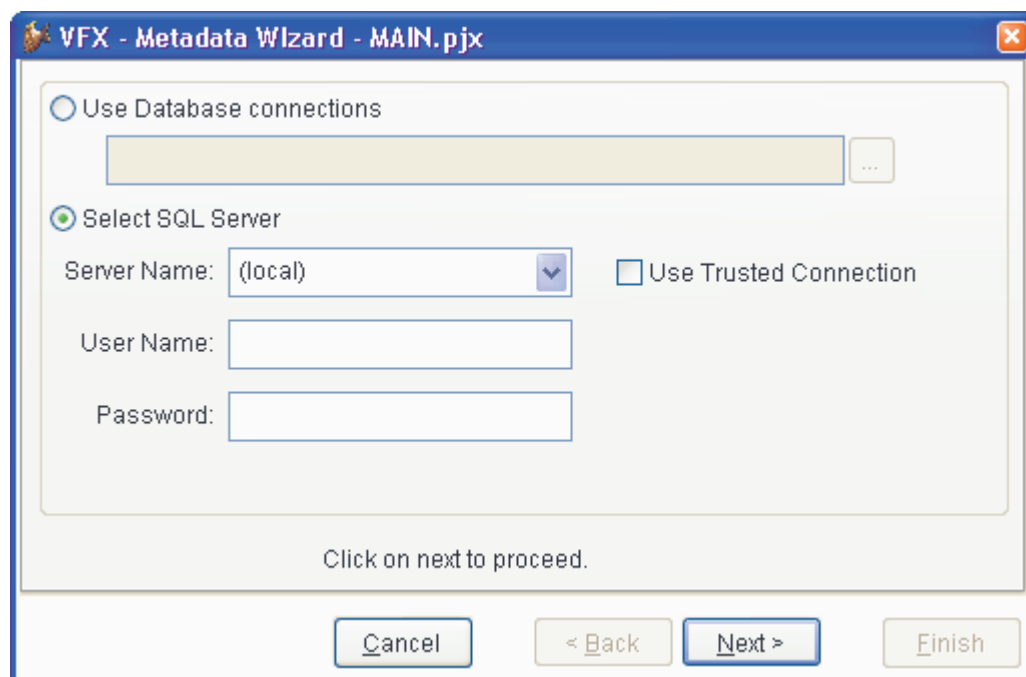 VFX - Metadata WIzard - MAIN.pjx
Use Database connections
...
Select SQL Server
Server Name: (local) Use Trusted Connection
User Name:
Password:
Click on next to proceed.
Cancel < Back Next > Finish